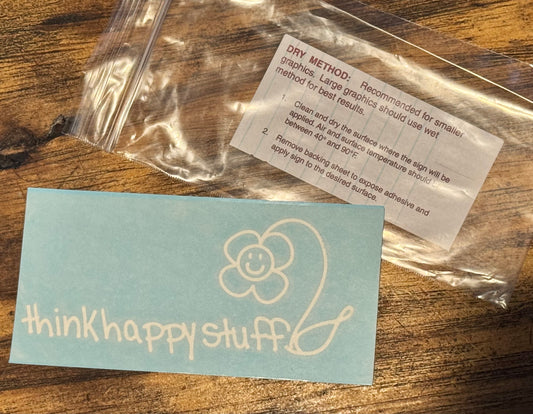 DRY METHOD: Recommended for smaller
graphics. Large graphics should use wet
method for best results.
1. Clean and dry the surface where the sign will be
applied. Air and surface temperature should
between 40° and 90°F.
2. Remove backing sheet to expose adhesive and
apply sign to the desired surface.
thinkhappystuff